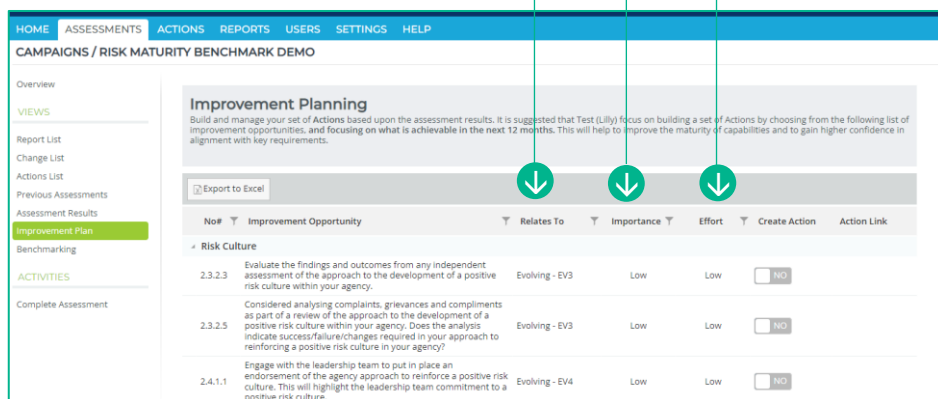 HOME ASSESSMENTS ACTIONS REPORTS USERS SETTINGS HELP
CAMPAIGNS / RISK MATURITY BENCHMARK DEMO
Overview
VIEWS
Report List
Change List
Actions List
Previous Assessments
Assessment Results
Improvement Plan
Benchmarking
ACTIVITIES
Complete Assessment
Improvement Planning
Build and manage your set of Actions based upon the assessment results. It is suggested that Test (Lilly) focus on building a set of Actions by choosing from the following list of
improvement opportunities, and focusing on what is achievable in the next 12 months. This will help to improve the maturity of capabilities and to gain higher confidence in
alignment with key requirements.
Export to Excel
No# Improvement Opportunity Relates To Importance Effort Create Action Action Link
Risk Culture
Evaluate the findings and outcomes from any independent
2.3.2.3 assessment of the approach to the development of a positive Evolving - EV3 Low Low NO
risk culture within your agency.
Considered analysing complaints, grievances and compliments
as part of a review of the approach to the development of a
2.3.2.5 positive risk culture within your agency. Does the analysis Evolving - EV3 Low Low NO
indicate success/failure/changes required in your approach to
reinforcing a positive risk culture in your agency?
Engage with the leadership team to put in place an
endorsement of the agency approach to reinforce a positive risk
2.4.1.1 culture. This will highlight the leadership team commitment to a Evolving - EV4 Low Low NO
positive risk culture